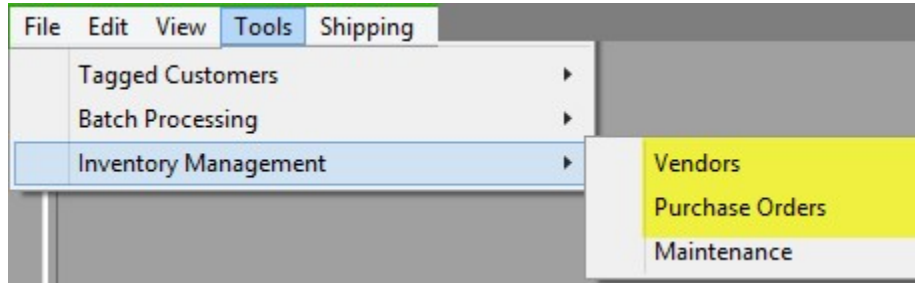 File Edit View Tools Shipping
Tagged Customers
Batch Processing
Inventory Management
Vendors
Purchase Orders
Maintenance